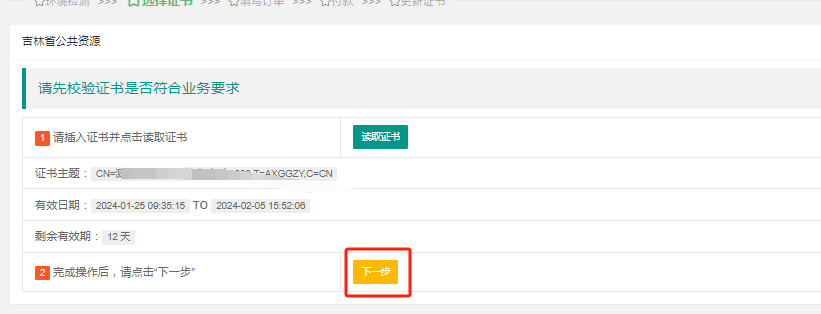 环境检测 >>> 选择证书 >>> 填写订单 >>> 付款 >>> 更新证书
吉林省公共资源
请先校验证书是否符合业务要求
1 请插入证书并点击读取证书 读取证书
证书主题： CN= T=AXGGZY,C=CN
有效日期： 2024-01-25 09:35:15 TO 2024-02-05 15:52:06
剩余有效期： 12 天
2 完成操作后，请点击“下一步” 下一步